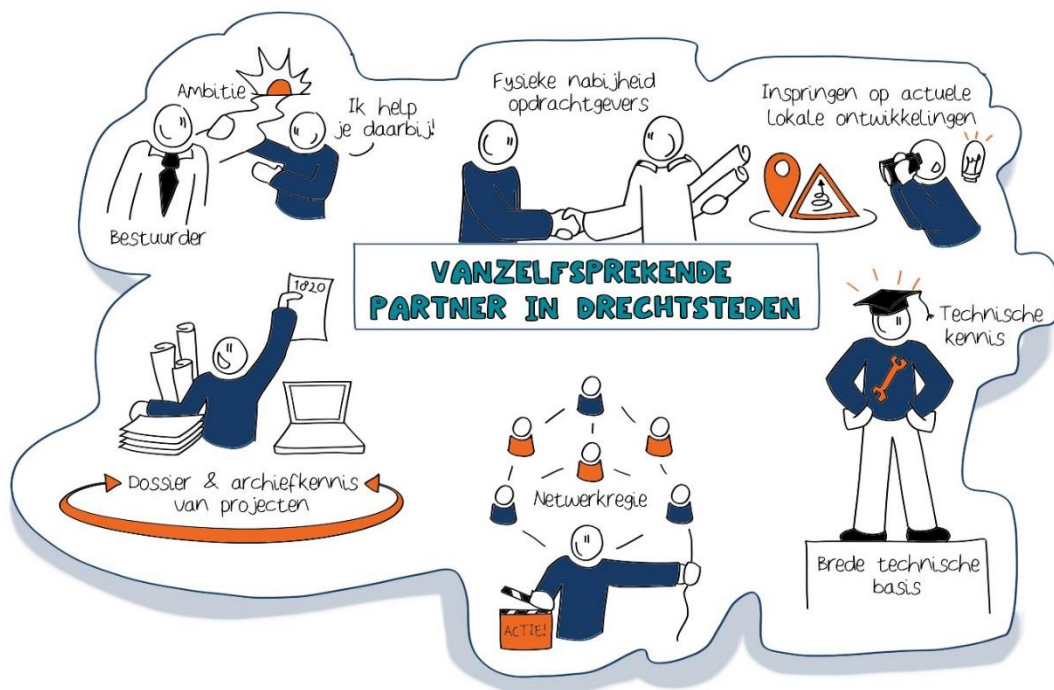 Ambitie
Ik help
je daarbij!
Bestuurder
Fysieke nabijheid
opdrachtgevers
Inspringen op actuele
lokale ontwikkelingen
VANZELFSPREKENDE
PARTNER IN DRECHTSTEDEN
1820
Dossier & archiefkennis
van projecten
Netwerkregie
ACTIE!
Technische
kennis
Brede technische
basis